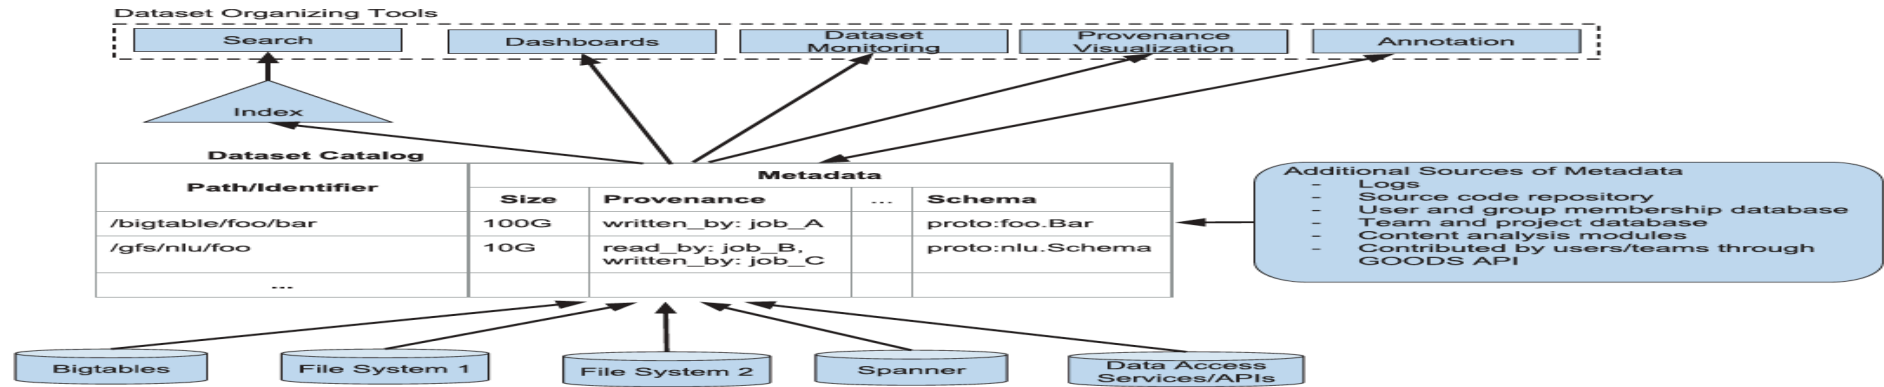 Dataset Organizing Tools
Search
Dashboards
Dataset
Monitoring
Provenance
Visualization
Annotation
Index
Dataset Catalog
Path/Identifier
Metadata
Size
Provenance
...
Schema
/bigtable/foo/bar
100G
written_by: job_A
proto:foo.Bar
/gfs/nlu/foo
10G
read_by: job_B,
written_by: job_C
proto:nlu.Schema
...
Additional Sources of Metadata
- Logs
- Source code repository
- User and group membership database
- Team and project database
- Content analysis modules
- Contributed by users/teams through
GOODS API
Bigtables
File System 1
File System 2
Spanner
Data Access
Services/APIs